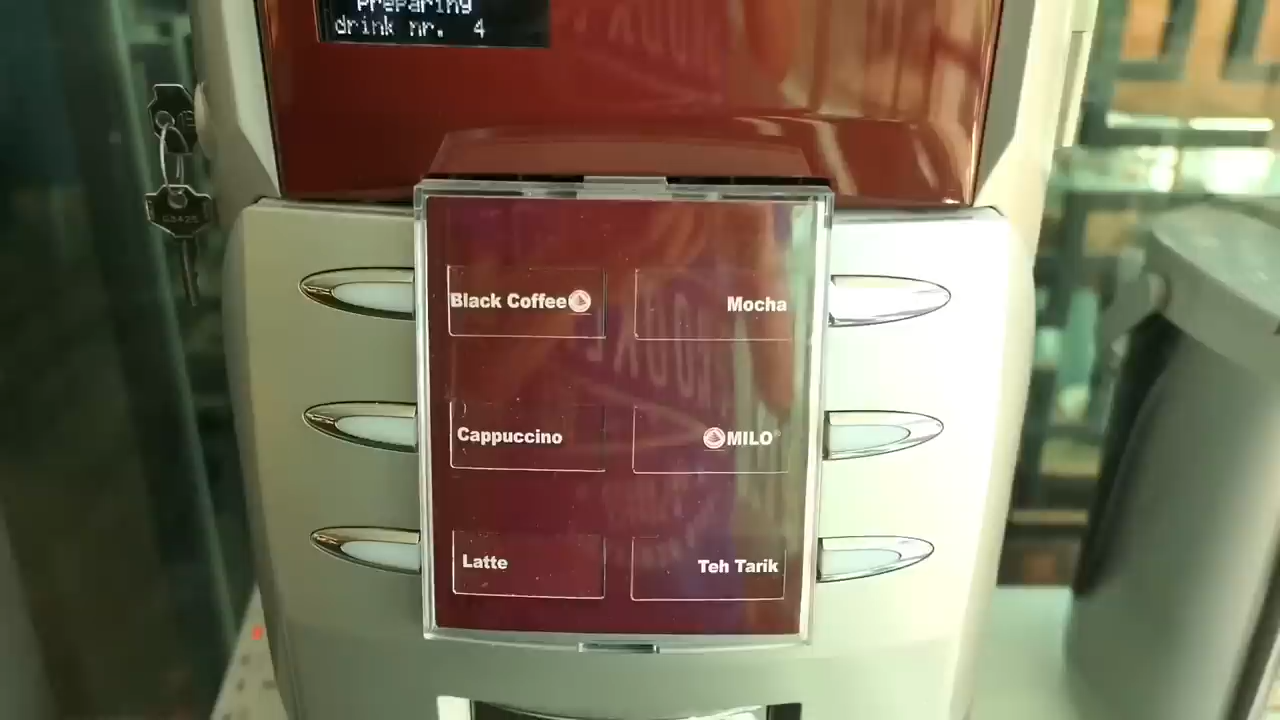 Preparing
drink nr. 4
Black Coffee
Mocha
Cappuccino
MILO®
Latte
Teh Tarik